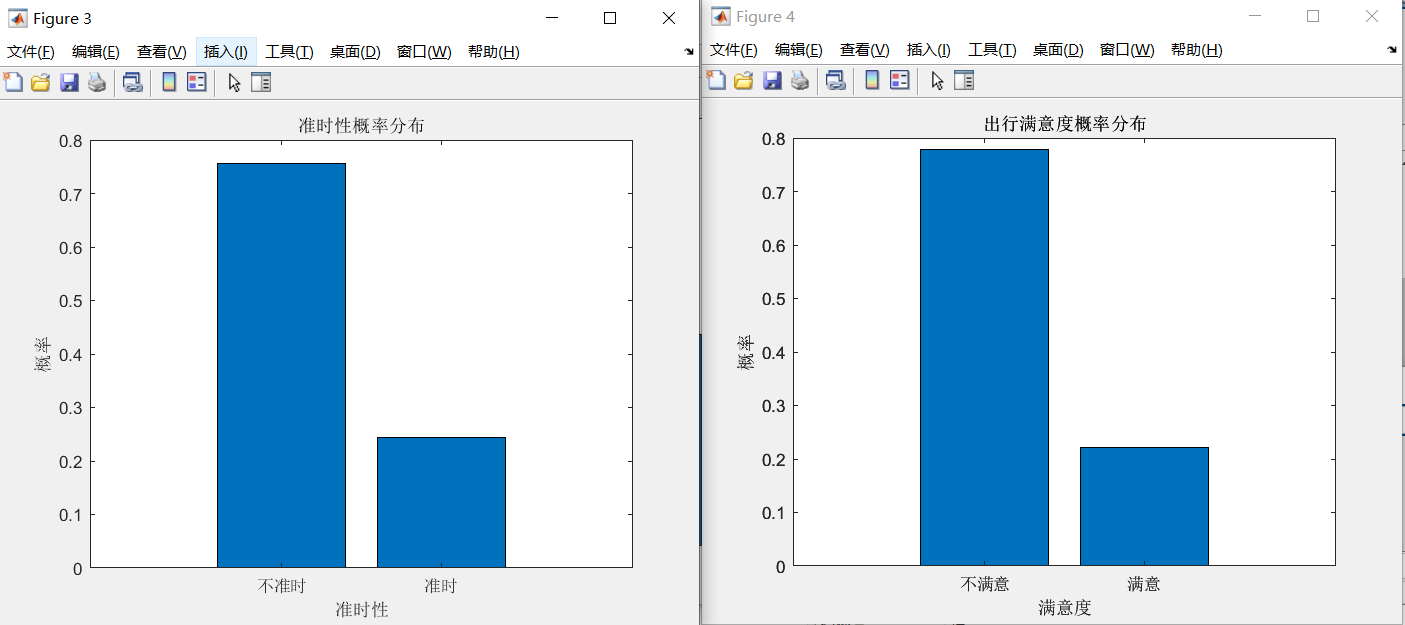 Figure 3
文件(F) 编辑(E) 查看(V) 插入(I) 工具(T) 桌面(D) 窗口(W) 帮助(H)
准时性概率分布
0.8
0.7
0.6
0.5
0.4
0.3
0.2
0.1
0
概率
不准时 准时
准时性
Figure 4
文件(F) 编辑(E) 查看(V) 插入(I) 工具(T) 桌面(D) 窗口(W) 帮助(H)
出行满意度概率分布
0.8
0.7
0.6
0.5
0.4
0.3
0.2
0.1
0
概率
不满意 满意
满意度